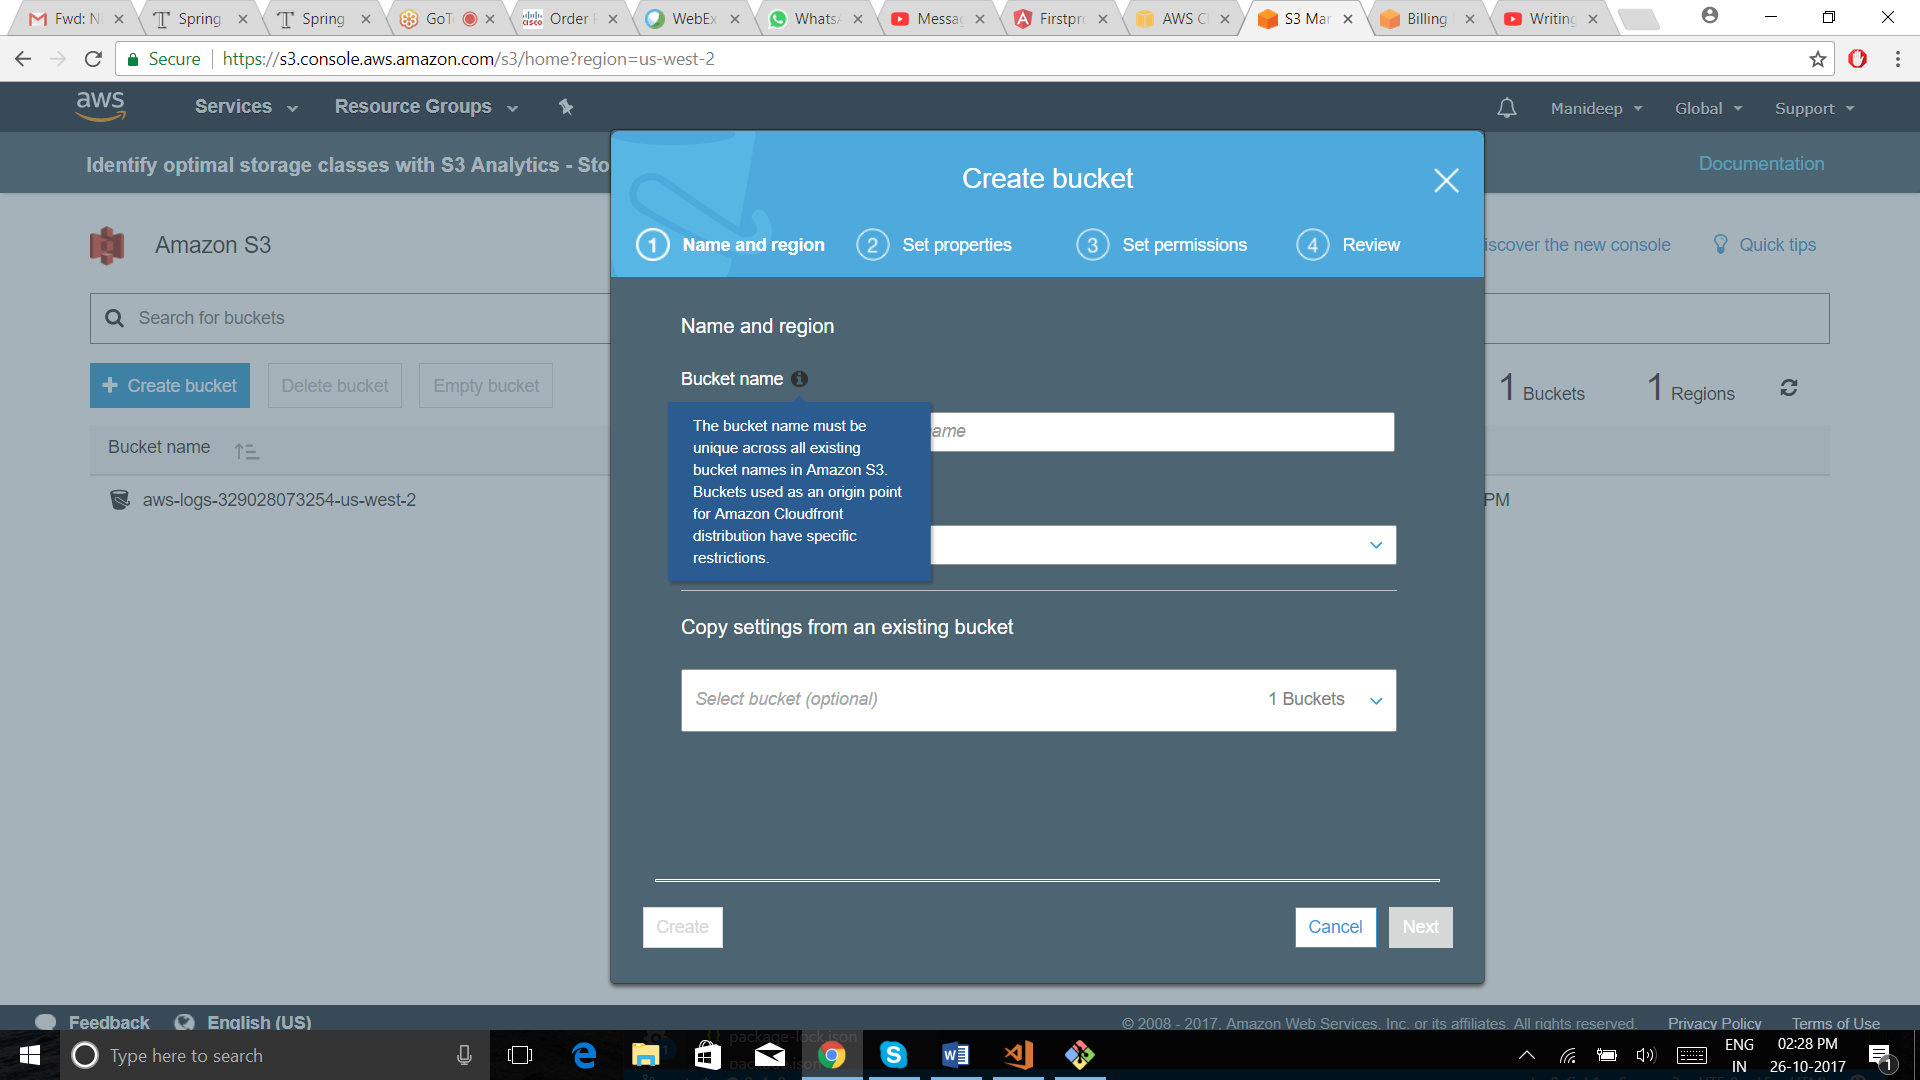 Fwd: N
Spring
Spring
GoT
Order
WebEx
Whats
Messag
Firstpr
AWS C
S3 Mar
Billing
Writing
Secure
https://s3.console.aws.amazon.com/s3/home?region=us-west-2
aws
Services
Resource Groups
Manideep
Global
Support
Identify optimal storage classes with S3 Analytics - Sto
Documentation
Create bucket
1 Name and region
2 Set properties
3 Set permissions
4 Review
Amazon S3
iscover the new console
Quick tips
Search for buckets
Name and region
Bucket name
+ Create bucket
Delete bucket
Empty bucket
1 Buckets
1 Regions
The bucket name must be
unique across all existing
bucket names in Amazon S3.
Buckets used as an origin point
for Amazon Cloudfront
distribution have specific
restrictions.
ame
Bucket name
aws-logs-329028073254-us-west-2
PM
Copy settings from an existing bucket
Select bucket (optional)
1 Buckets
Create
Cancel
Next
Feedback
English (US)
© 2008 - 2017, Amazon Web Services, Inc. or its affiliates. All rights reserved.
Privacy Policy
Terms of Use
package-lock.json
Type here to search
ENG
IN
02:28 PM
26-10-2017
1